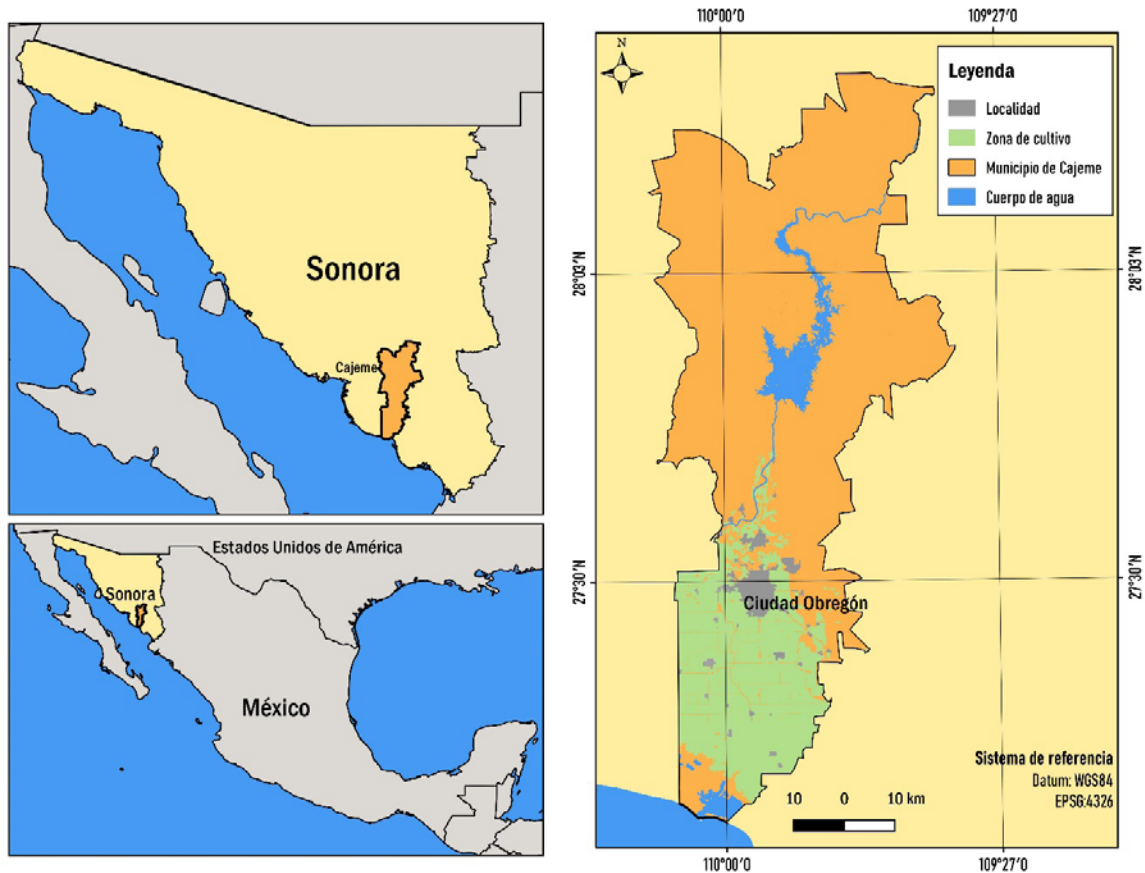 Sonora
Cajeme
Estados Unidos de América
Sonora
México
110°00'0
109°27'0
N
Leyenda
Localidad
Zona de cultivo
Municipio de Cajeme
Cuerpo de agua
28°03'N
28°03'N
27°30'N
27°30'N
Ciudad Obregón
Sistema de referencia
Datum: WGS84
EPSG:4326
10 0 10 km
110°00'0
109°27'0